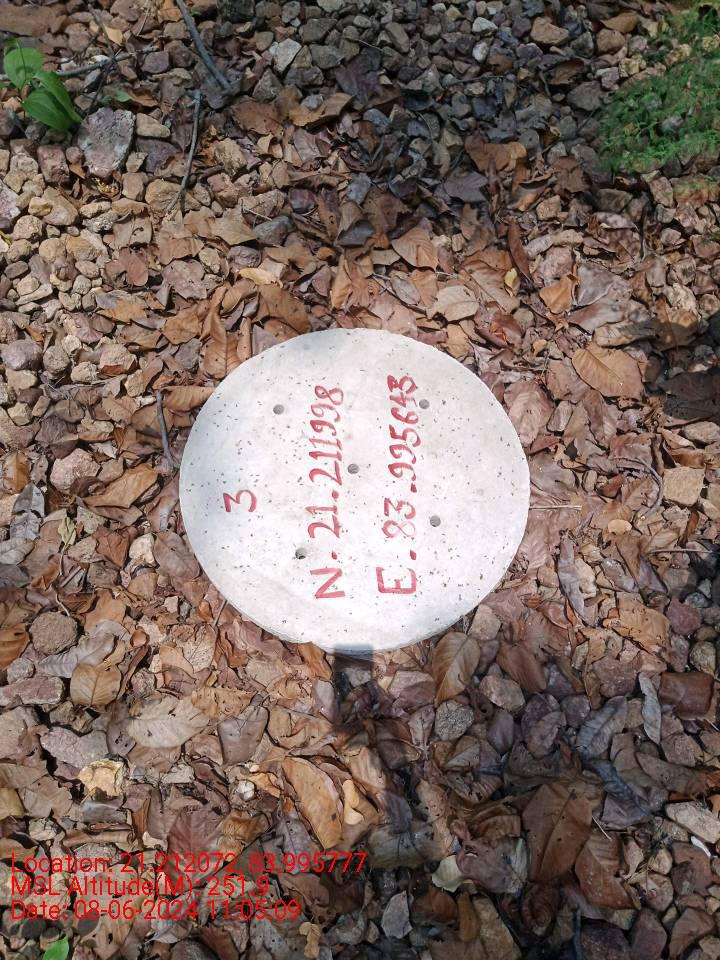 3
N. 21.211998
E. 83.995643
Location: 21.212072, 83.995777
MSL Altitude(M): 251.9
Date: 08-06-2024 11:05:09